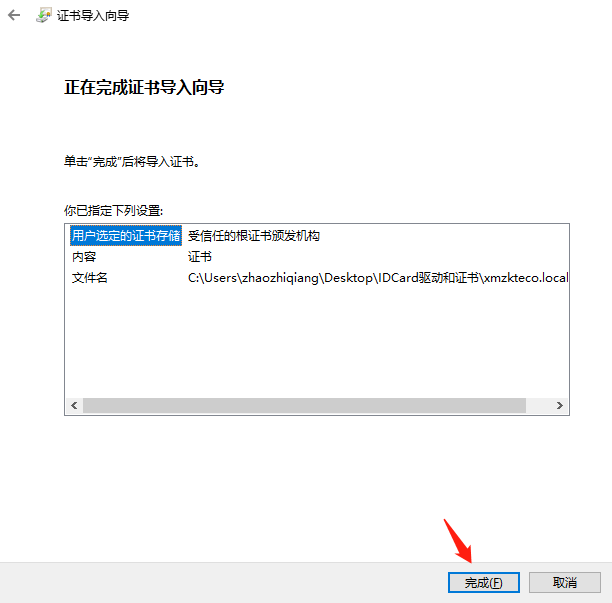 证书导入向导
正在完成证书导入向导
单击“完成”后将导入证书。
你已指定下列设置:
用户选定的证书存储 受信任的根证书颁发机构
内容 证书
文件名 C:\Users\zhaozhiqiang\Desktop\IDCard驱动和证书\xmzkteco.local
完成(F) 取消